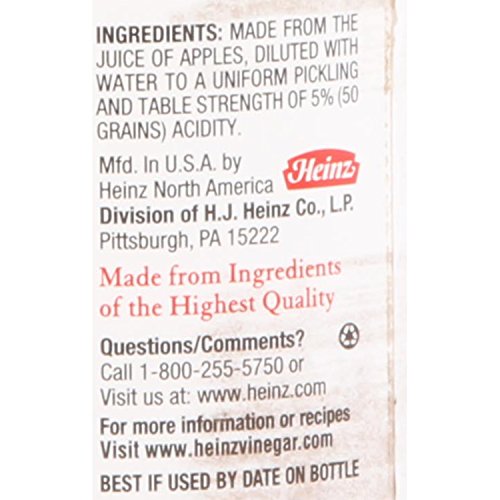 INGREDIENTS: MADE FROM THE
JUICE OF APPLES, DILUTED WITH
WATER TO A UNIFORM PICKLING
AND TABLE STRENGTH OF 5% (50
GRAINS) ACIDITY.
Mfd. In U.S.A. by
Heinz North America
Heinz
Division of H.J. Heinz Co., L.P.
Pittsburgh, PA 15222
Made from Ingredients
of the Highest Quality
Questions/Comments?
Call 1-800-255-5750 or
Visit us at: www.heinz.com
For more information or recipes
Visit www.heinzvinegar.com
BEST IF USED BY DATE ON BOTTLE